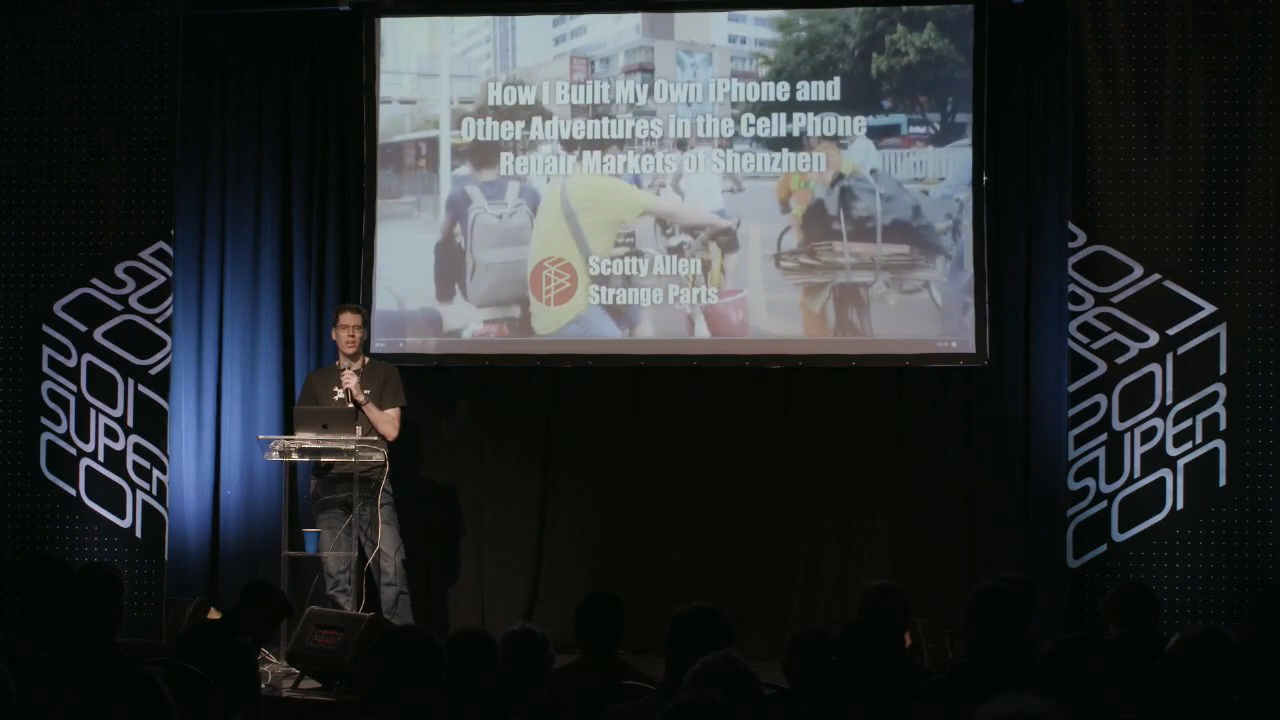 How I Built My Own iPhone and
Other Adventures in the Cell Phone
Repair Markets of Shenzhen
Scotty Allen
Strange Parts
2017
SUPER
CON
2017
SUPER
CON